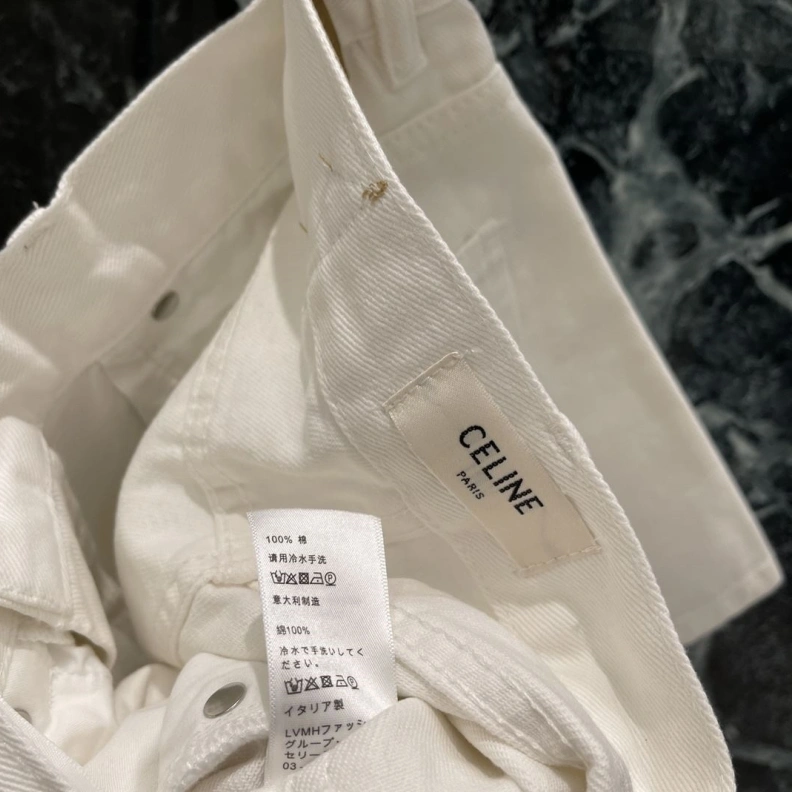 CELINE
PARIS
100% 棉
请用冷水手洗
意大利制造
綿100%
冷水で手洗いしてく
ださい。
イタリア製
LVMHファッシ
グループ・
セリー
03.